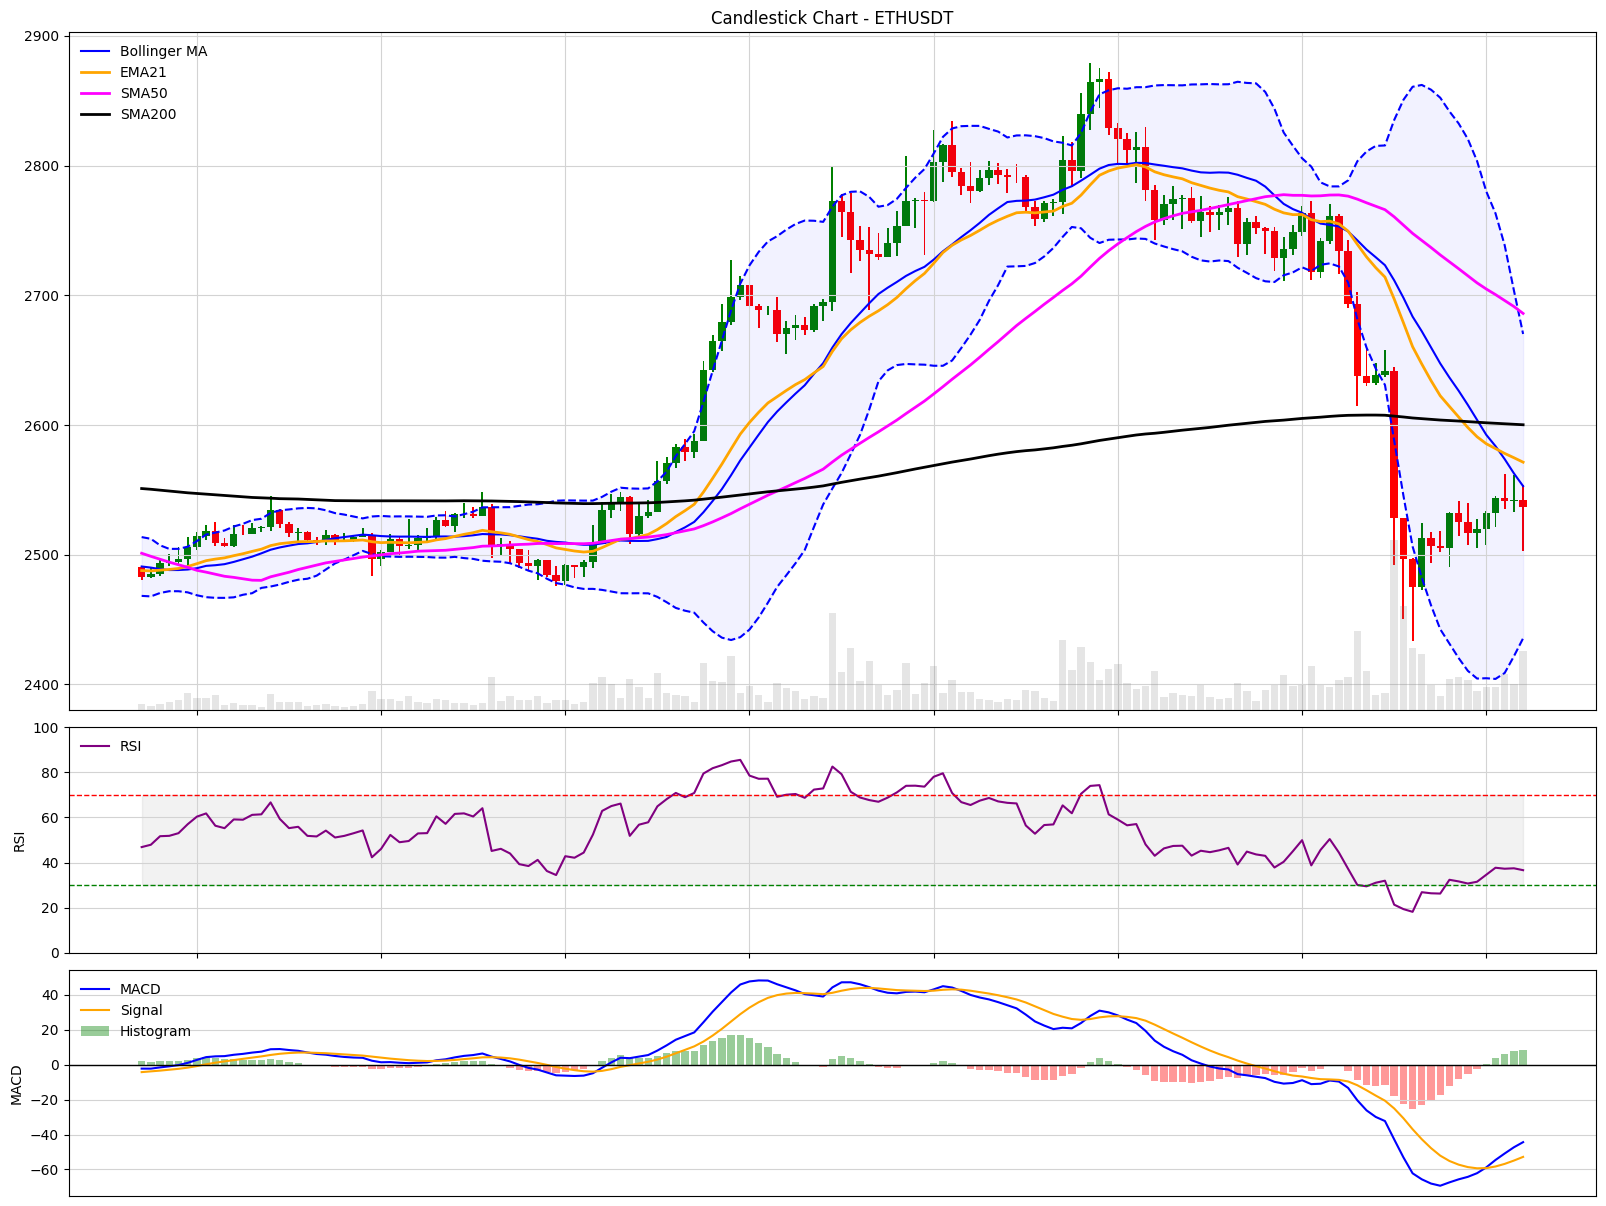 Candlestick Chart - ETHUSDT
2900
2800
2700
2600
2500
2400
Bollinger MA
EMA21
SMA50
SMA200
100
80
60
40
20
0
RSI
RSI
40
20
0
−20
−40
−60
MACD
MACD
Signal
Histogram